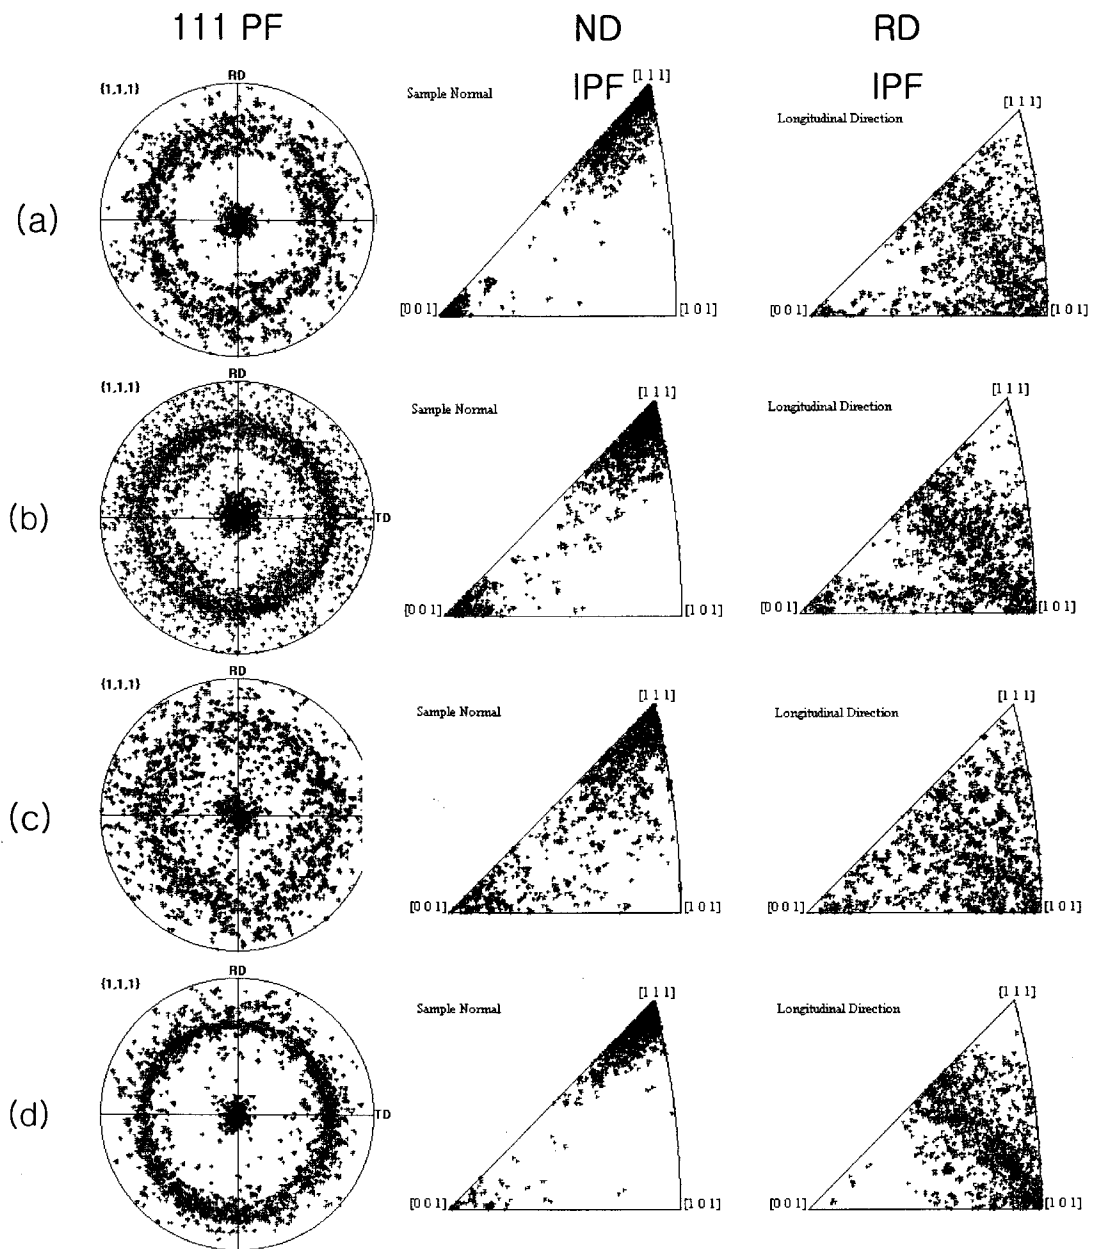 111 PF
ND
IPF
RD
IPF
(a)
{1,1,1}
RD
Sample Normal
[1 1 1]
[0 0 1]
[1 0 1]
Longitudinal Direction
[1 1 1]
[0 0 1]
[1 0 1]
(b)
{1,1,1}
RD
TD
Sample Normal
[1 1 1]
[0 0 1]
[1 0 1]
Longitudinal Direction
[1 1 1]
[0 0 1]
[1 0 1]
(c)
{1,1,1}
RD
Sample Normal
[1 1 1]
[0 0 1]
[1 0 1]
Longitudinal Direction
[1 1 1]
[0 0 1]
[1 0 1]
(d)
{1,1,1}
RD
TD
Sample Normal
[1 1 1]
[0 0 1]
[1 0 1]
Longitudinal Direction
[1 1 1]
[0 0 1]
[1 0 1]